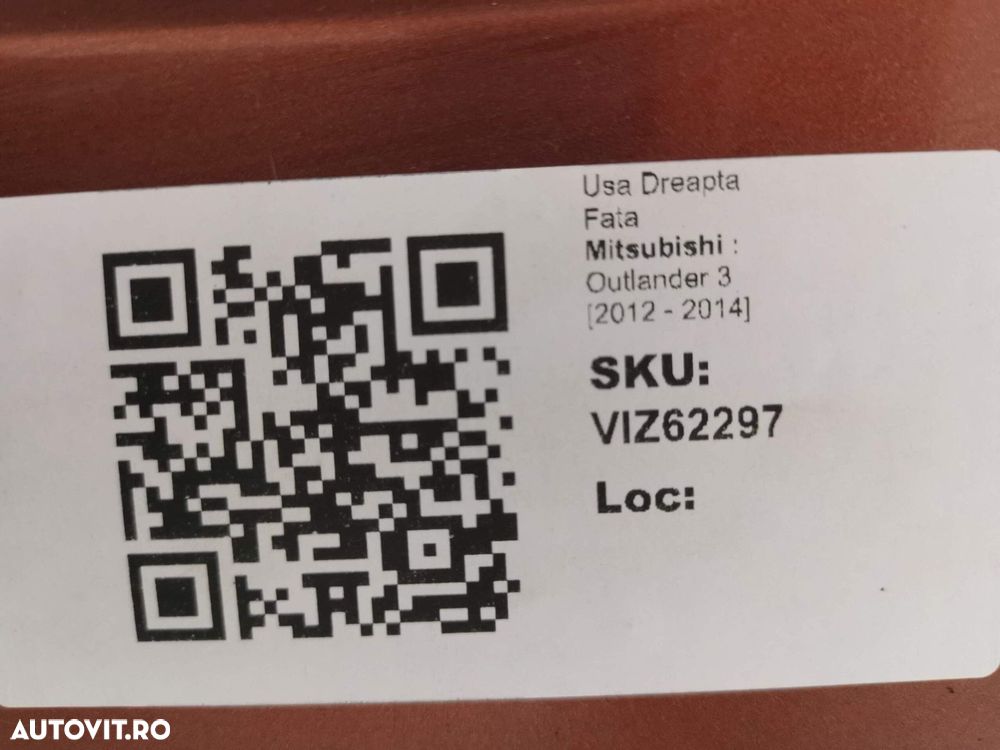 Usa Dreapta
Fata
Mitsubishi :
Outlander 3
[2012 - 2014]
SKU:
VIZ62297
Loc:
AUTOVIT.RO